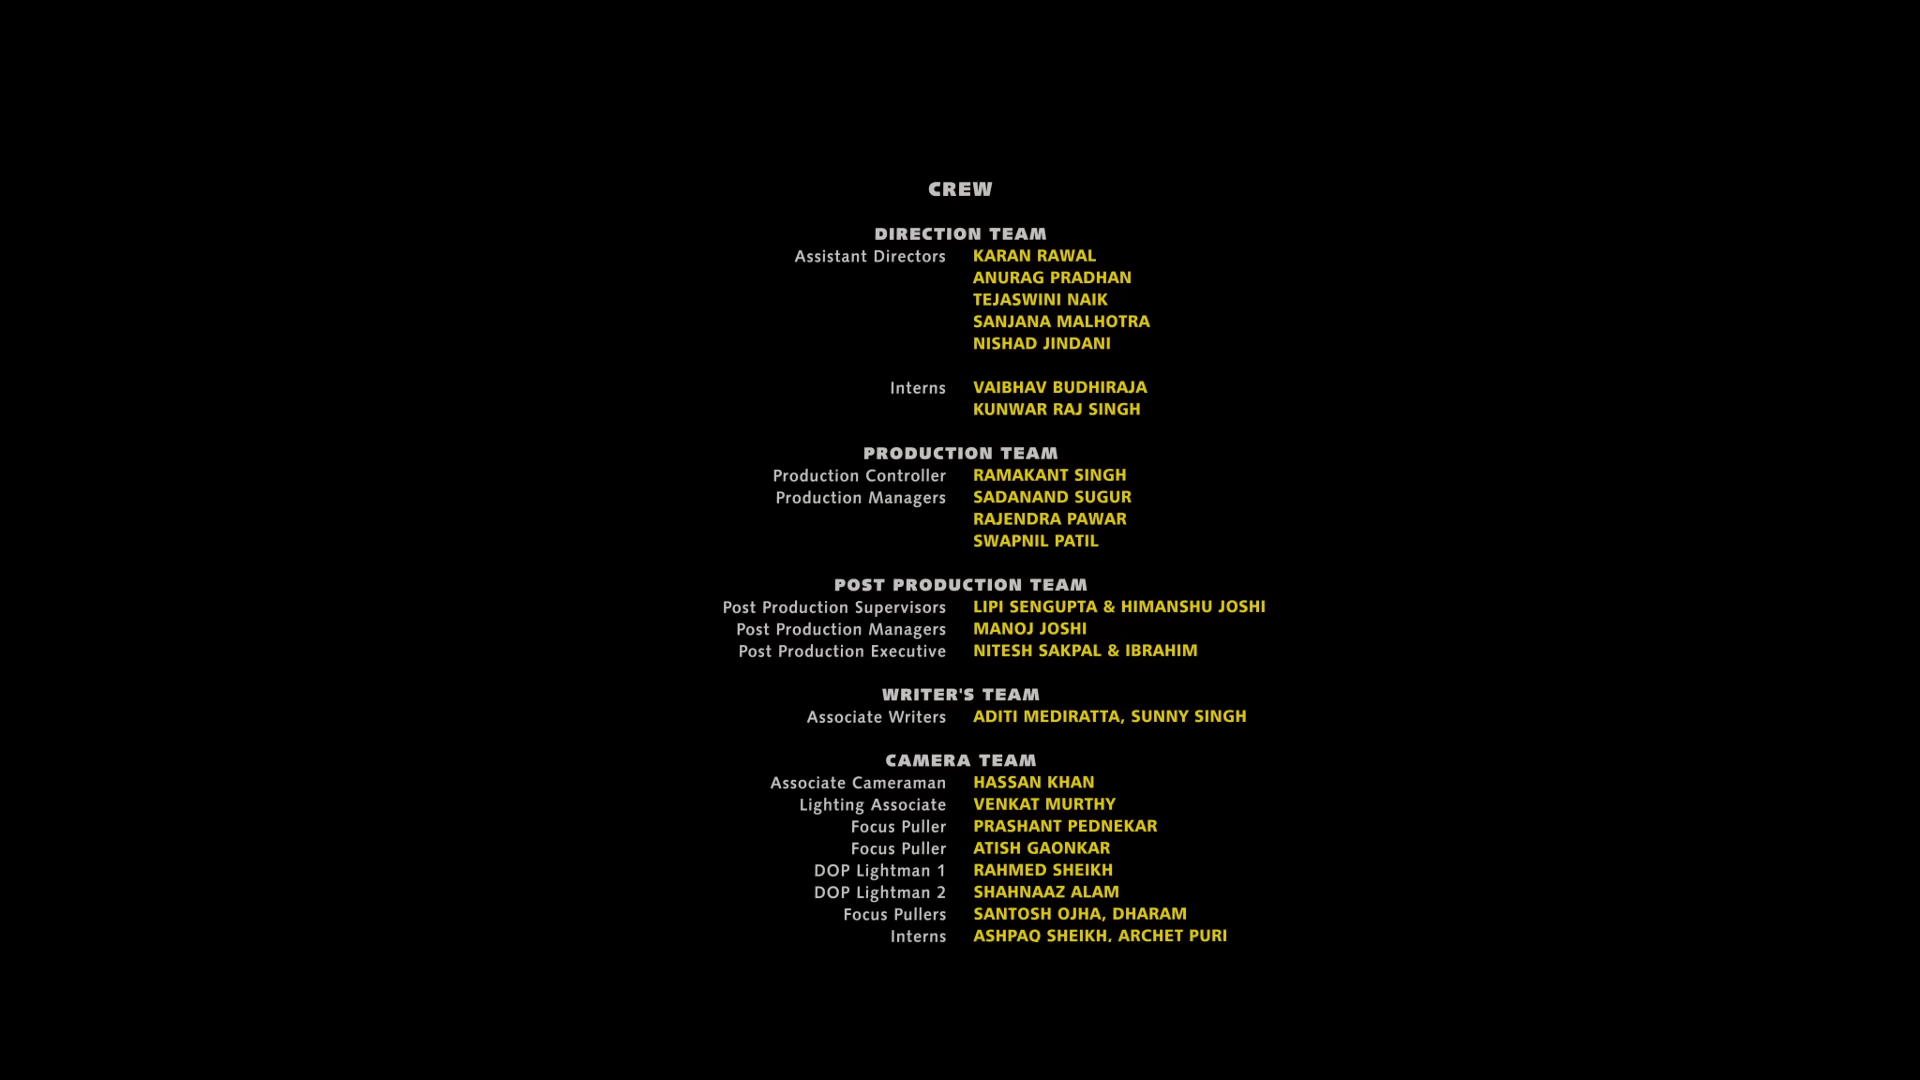 CREW
DIRECTION TEAM
Assistant Directors KARAN RAWAL
ANURAG PRADHAN
TEJASWINI NAIK
SANJANA MALHOTRA
NISHAD JINDANI
Interns VAIBHAV BUDHIRAJA
KUNWAR RAJ SINGH
PRODUCTION TEAM
Production Controller RAMAKANT SINGH
Production Managers SADANAND SUGUR
RAJENDRA PAWAR
SWAPNIL PATIL
POST PRODUCTION TEAM
Post Production Supervisors LIPI SENGUPTA & HIMANSHU JOSHI
Post Production Managers MANOJ JOSHI
Post Production Executive NITESH SAKPAL & IBRAHIM
WRITER'S TEAM
Associate Writers ADITI MEDIRATTA, SUNNY SINGH
CAMERA TEAM
Associate Cameraman HASSAN KHAN
Lighting Associate VENKAT MURTHY
Focus Puller PRASHANT PEDNEKAR
Focus Puller ATISH GAONKAR
DOP Lightman 1 RAHMED SHEIKH
DOP Lightman 2 SHAHNAAZ ALAM
Focus Pullers SANTOSH OJHA, DHARAM
Interns ASHPAQ SHEIKH, ARCHET PURI